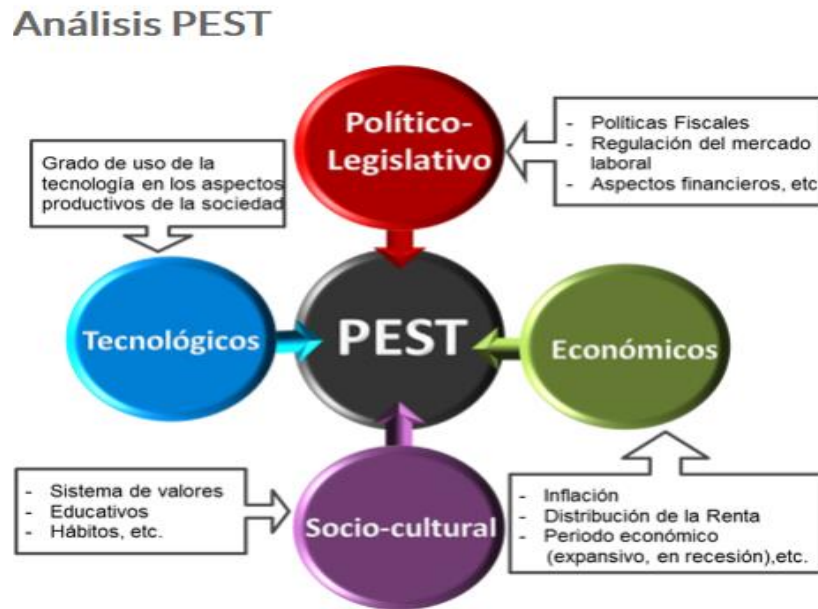 Análisis PEST
Político-
Legislativo
- Políticas Fiscales
- Regulación del mercado
laboral
- Aspectos financieros, etc
Grado de uso de la
tecnología en los aspectos
productivos de la sociedad
Tecnológicos
PEST
Económicos
- Sistema de valores
- Educativos
- Hábitos, etc.
Socio-cultural
- Inflación
- Distribución de la Renta
- Periodo económico
(expansivo, en recesión),etc.